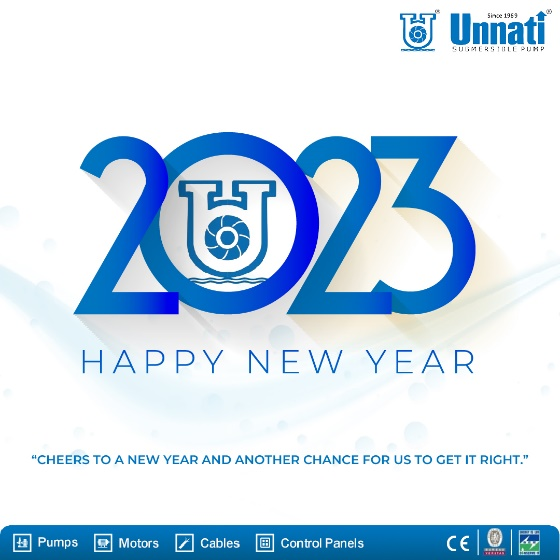 Since 1969
Unnati
SUBMERSIBLE PUMP
2023
HAPPY NEW YEAR
“CHEERS TO A NEW YEAR AND ANOTHER CHANCE FOR US TO GET IT RIGHT.”
Pumps Motors Cables Control Panels CE